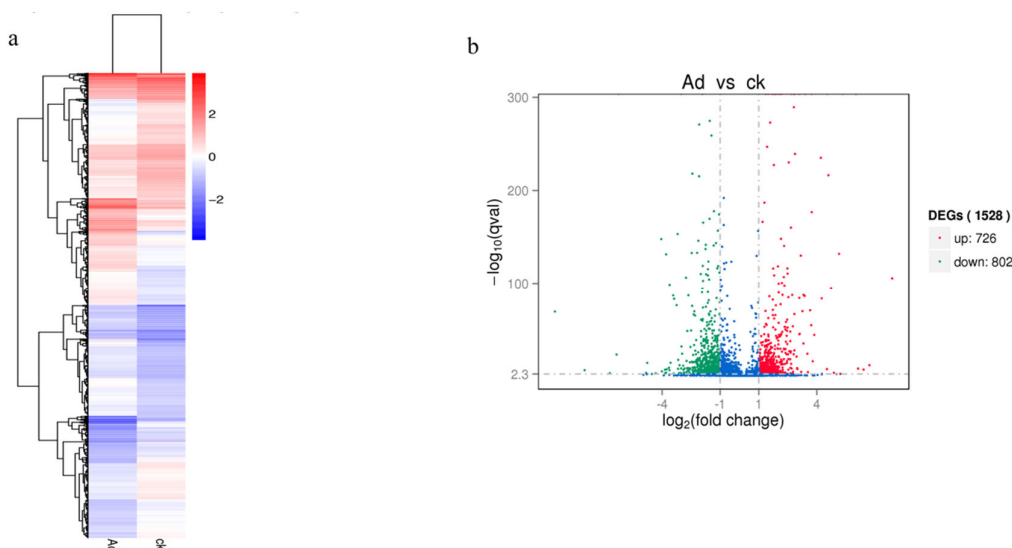 a
2
0
−2
Ad
ck
b
Ad vs ck
300
200
100
2.3
−log10(qval)
-4
-1
1
4
log2(fold change)
DEGs ( 1528 )
up: 726
down: 802